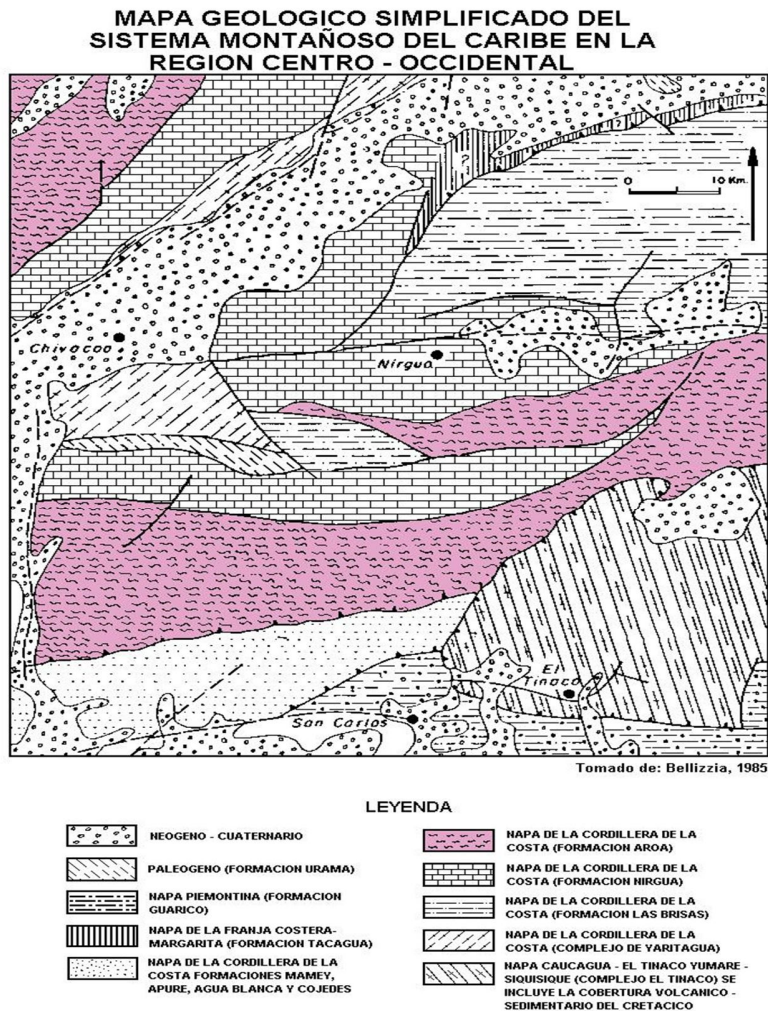 MAPA GEOLOGICO SIMPLIFICADO DEL
SISTEMA MONTAÑOSO DEL CARIBE EN LA
REGION CENTRO - OCCIDENTAL
?
0 10 Km.
Chivacoa
Nirgua
El
Tinaco
San Carlos
Tomado de: Bellizzia, 1985
LEYENDA
NEOGENO - CUATERNARIO
PALEOGENO (FORMACION URAMA)
NAPA PIEMONTINA (FORMACION
GUARICO)
NAPA DE LA FRANJA COSTERA-
MARGARITA (FORMACION TACAGUA)
NAPA DE LA CORDILLERA DE LA
COSTA FORMACIONES MAMEY,
APURE, AGUA BLANCA Y COJEDES
NAPA DE LA CORDILLERA DE LA
COSTA (FORMACION AROA)
NAPA DE LA CORDILLERA DE LA
COSTA (FORMACION NIRGUA)
NAPA DE LA CORDILLERA DE LA
COSTA (FORMACION LAS BRISAS)
NAPA DE LA CORDILLERA DE LA
COSTA (COMPLEJO DE YARITAGUA)
NAPA CAUCAGUA - EL TINACO YUMARE -
SIQUISIQUE (COMPLEJO EL TINACO) SE
INCLUYE LA COBERTURA VOLCANICO -
SEDIMENTARIO DEL CRETACICO